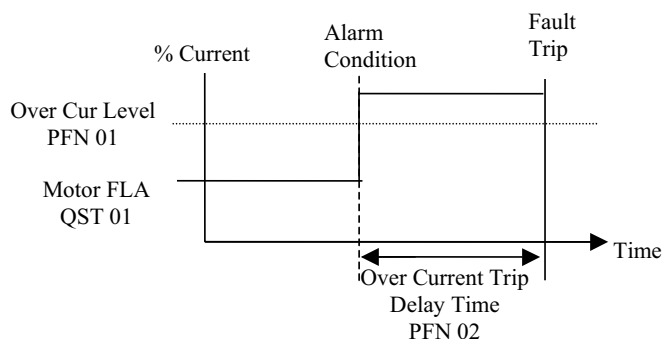 % Current
Alarm
Condition
Fault
Trip
Over Cur Level
PFN 01
Motor FLA
QST 01
Time
Over Current Trip
Delay Time
PFN 02